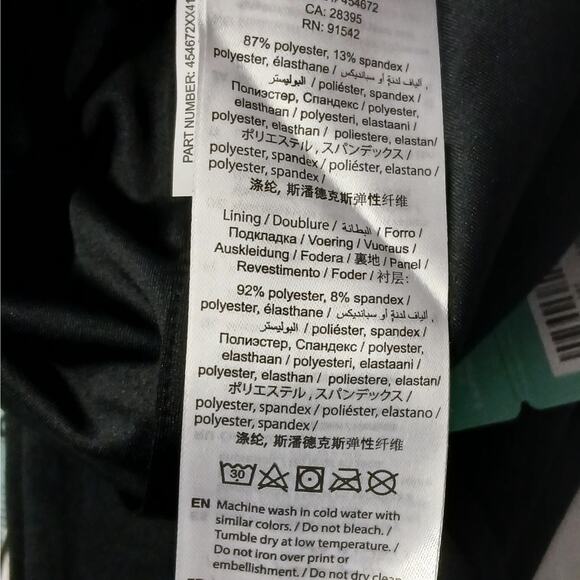 454672
CA: 28395
RN: 91542
87% polyester, 13% spandex /
polyester, élasthane / ألياف لدنة أو سبانديكس ,
البوليستر / poliéster, spandex /
Полиэстер, Спандекс / polyester,
elasthaan / polyesteri, elastaani /
polyester, elasthan / poliestere, elastan/
ポリエステル , スパンデックス /
polyester, spandex / poliéster, elastano /
polyester, spandex /
涤纶, 斯潘德克斯弹性纤维
Lining / Doublure / البطانة / Forro /
Подкладка / Voering / Vuoraus /
Auskleidung / Fodera / 裏地 / Panel /
Revestimento / Foder / 衬层:
92% polyester, 8% spandex /
polyester, élasthane / ألياف لدنة أو سبانديكس ,
البوليستر / poliéster, spandex /
Полиэстер, Спандекс / polyester,
elasthaan / polyesteri, elastaani /
polyester, elasthan / poliestere, elastan/
ポリエステル , スパンデックス /
polyester, spandex / poliéster, elastano /
polyester, spandex /
涤纶, 斯潘德克斯弹性纤维
30
EN Machine wash in cold water with
similar colors. / Do not bleach. /
Tumble dry at low temperature. /
Do not iron over print or
embellishment. / Do not dry clean
PART NUMBER: 454672XX41